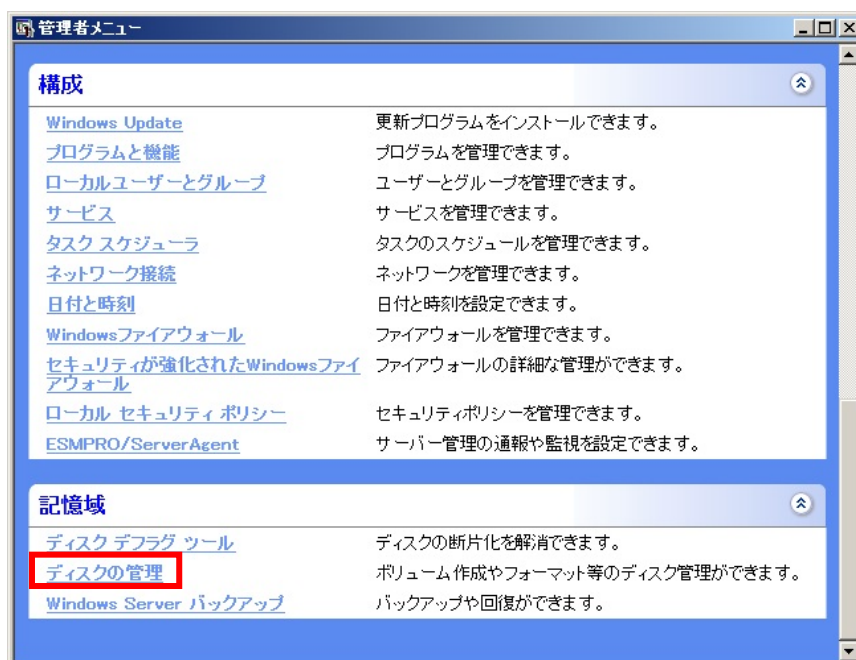 管理者メニュー
構成
Windows Update 更新プログラムをインストールできます。
プログラムと機能 プログラムを管理できます。
ローカルユーザーとグループ ユーザーとグループを管理できます。
サービス サービスを管理できます。
タスク スケジューラ タスクのスケジュールを管理できます。
ネットワーク接続 ネットワークを管理できます。
日付と時刻 日付と時刻を設定できます。
Windowsファイアウォール ファイアウォールを管理できます。
セキュリティが強化されたWindowsファイ ファイアウォールの詳細な管理ができます。
アウォール
ローカル セキュリティ ポリシー セキュリティポリシーを管理できます。
ESMPRO/ServerAgent サーバー管理の通報や監視を設定できます。
記憶域
ディスク デフラグ ツール ディスクの断片化を解消できます。
ディスクの管理 ボリューム作成やフォーマット等のディスク管理ができます。
Windows Server バックアップ バックアップや回復ができます。